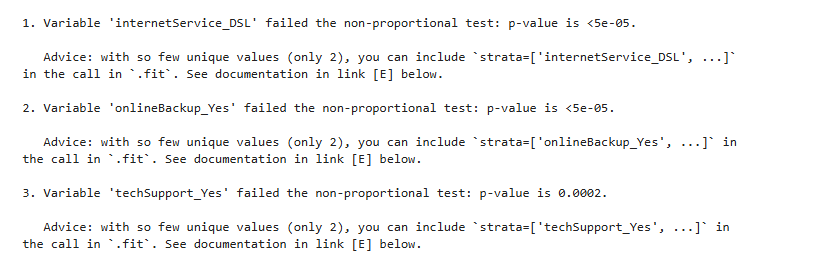 1. Variable 'internetService_DSL' failed the non-proportional test: p-value is <5e-05.
Advice: with so few unique values (only 2), you can include `strata=['internetService_DSL', ...]`
in the call in `.fit`. See documentation in link [E] below.
2. Variable 'onlineBackup_Yes' failed the non-proportional test: p-value is <5e-05.
Advice: with so few unique values (only 2), you can include `strata=['onlineBackup_Yes', ...]` in
the call in `.fit`. See documentation in link [E] below.
3. Variable 'techSupport_Yes' failed the non-proportional test: p-value is 0.0002.
Advice: with so few unique values (only 2), you can include `strata=['techSupport_Yes', ...]` in
the call in `.fit`. See documentation in link [E] below.